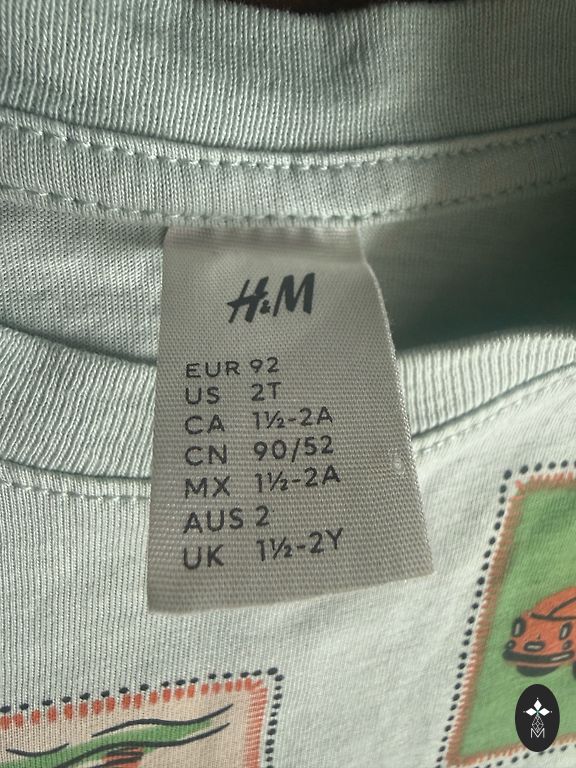 H&M
EUR 92
US 2T
CA 1½-2A
CN 90/52
MX 1½-2A
AUS 2
UK 1½-2Y
M